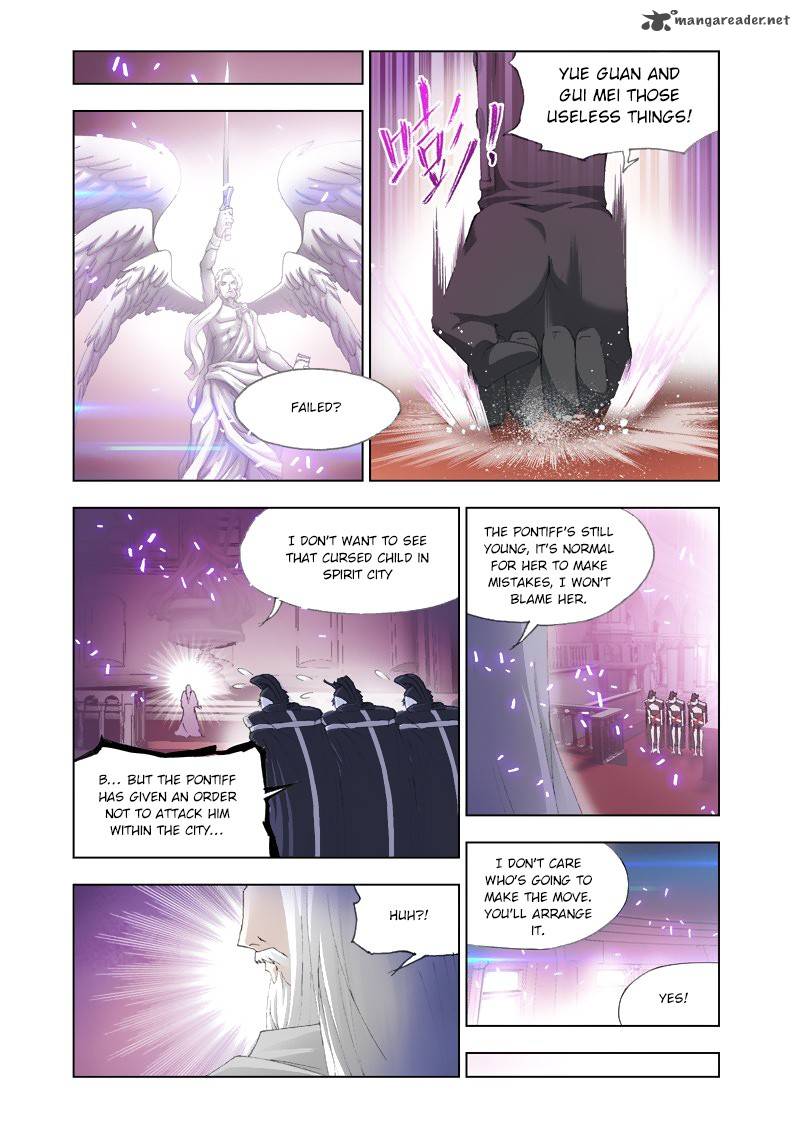 mangareader.net
YUE GUAN AND
GUI MEI THOSE
USELESS THINGS!
嘭!
FAILED?
I DON'T WANT TO SEE
THAT CURSED CHILD IN
SPIRIT CITY
B... BUT THE PONTIFF
HAS GIVEN AN ORDER
NOT TO ATTACK HIM
WITHIN THE CITY...
THE PONTIFF'S STILL
YOUNG, IT'S NORMAL
FOR HER TO MAKE
MISTAKES, I WON'T
BLAME HER.
HUH?!
I DON'T CARE
WHO'S GOING TO
MAKE THE MOVE.
YOU'LL ARRANGE
IT.
YES!